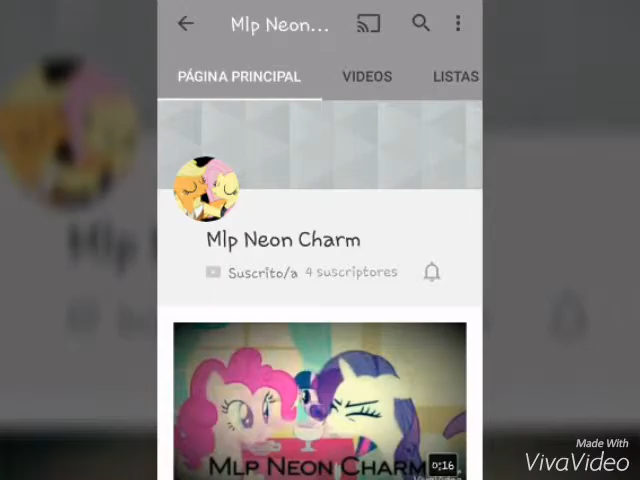 Mlp Neon...
PÁGINA PRINCIPAL VIDEOS LISTAS
Mlp Neon Charm
Suscrito/a 4 suscriptores
MLP NEON CHARM
0:16
Made With
VivaVideo